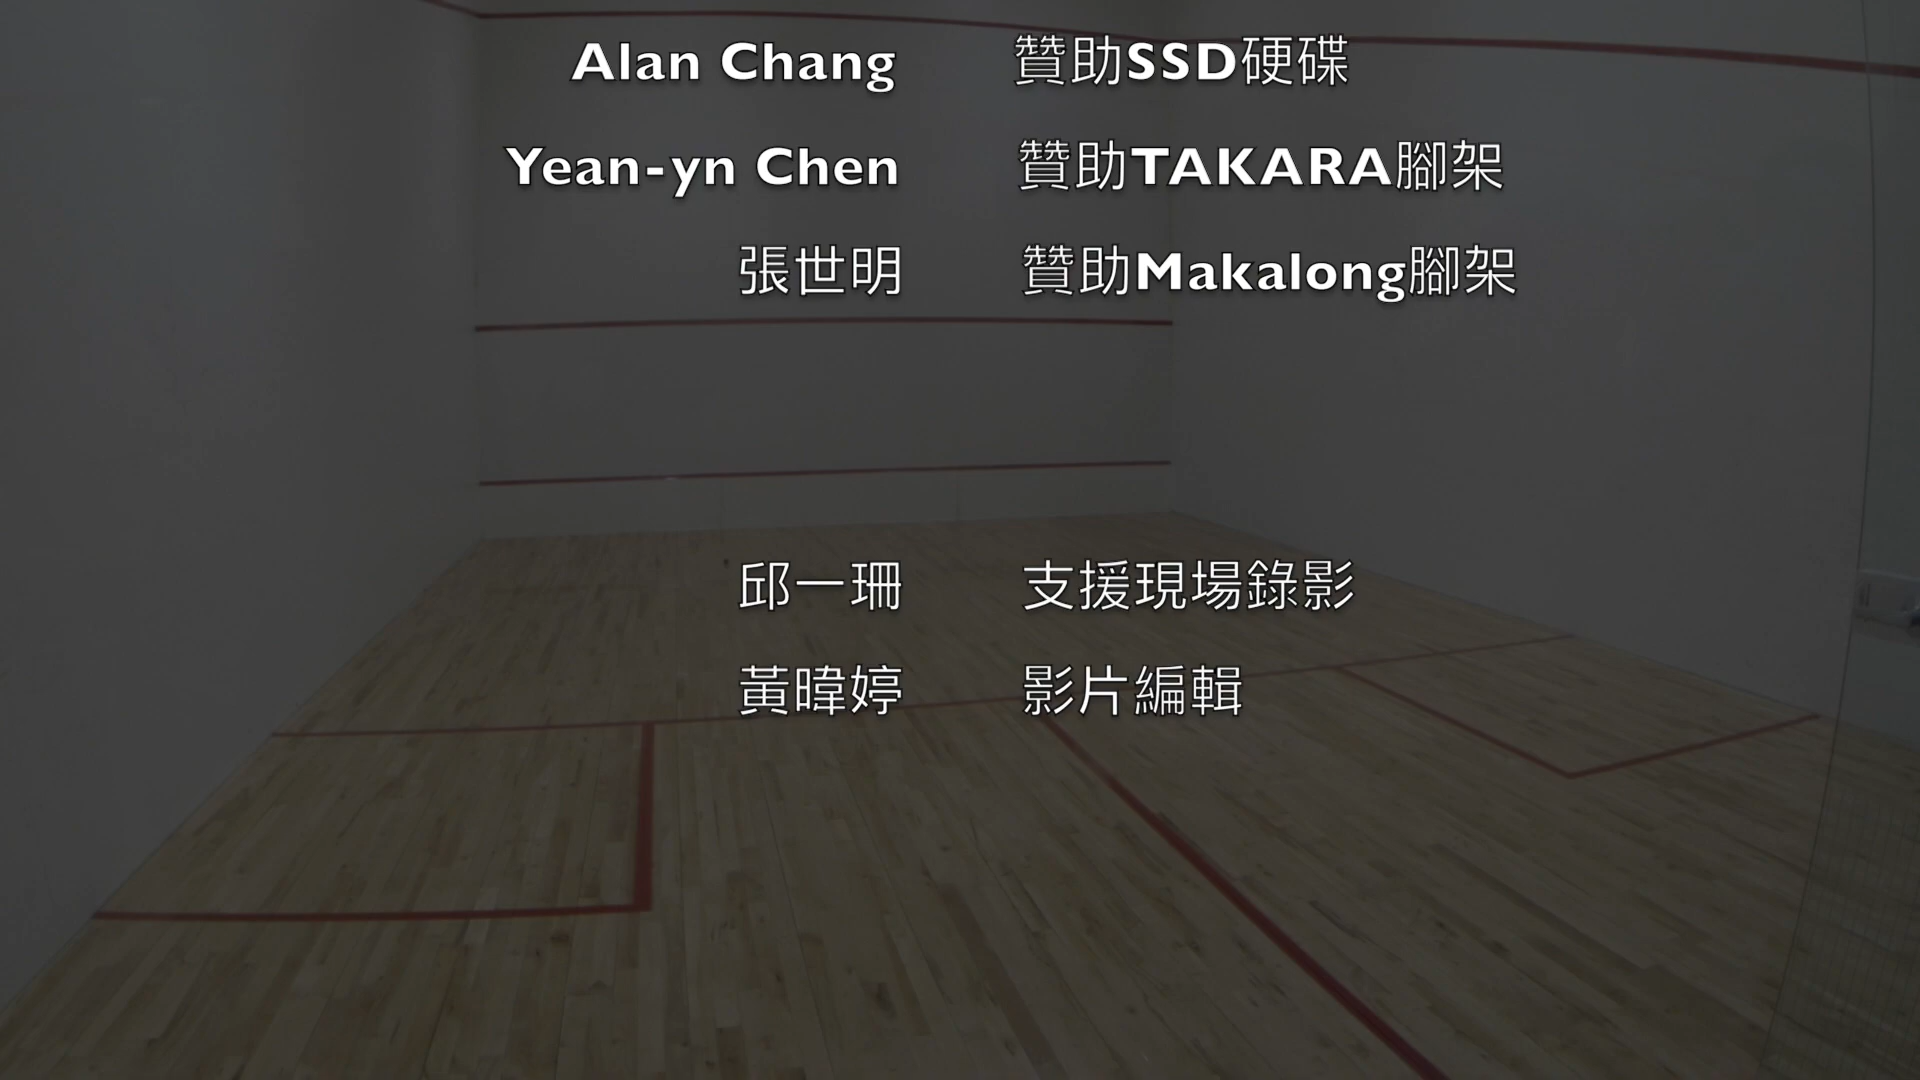 Alan Chang 贊助SSD硬碟
Yean-yn Chen 贊助TAKARA腳架
張世明 贊助Makalong腳架
邱一珊 支援現場錄影
黃暐婷 影片編輯